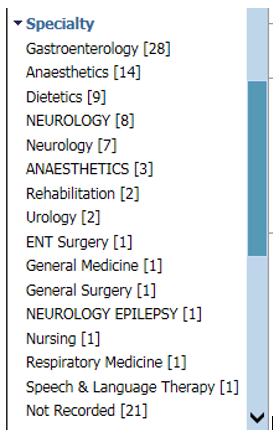 Specialty
Gastroenterology [28]
Anaesthetics [14]
Dietetics [9]
NEUROLOGY [8]
Neurology [7]
ANAESTHETICS [3]
Rehabilitation [2]
Urology [2]
ENT Surgery [1]
General Medicine [1]
General Surgery [1]
NEUROLOGY EPILEPSY [1]
Nursing [1]
Respiratory Medicine [1]
Speech & Language Therapy [1]
Not Recorded [21]